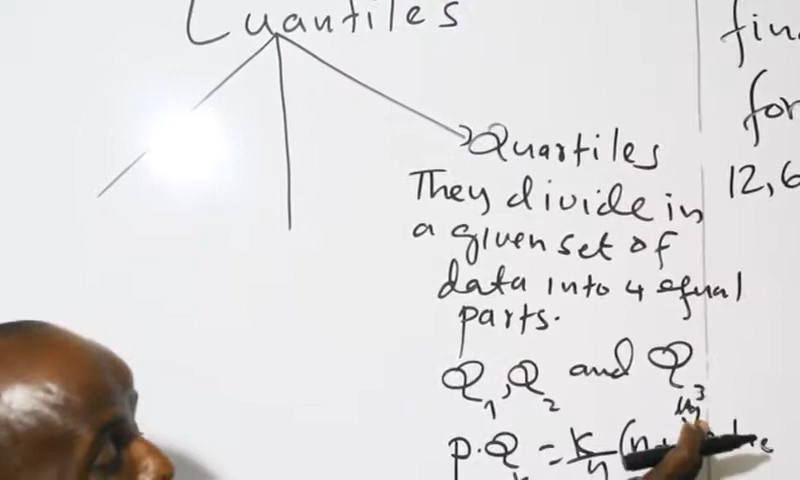 Quantiles
Quartiles
They divide in
a given set of
data into 4 equal
parts.
Q1, Q2 and Q3
P.Qk = k/4 (n
for
12, 6